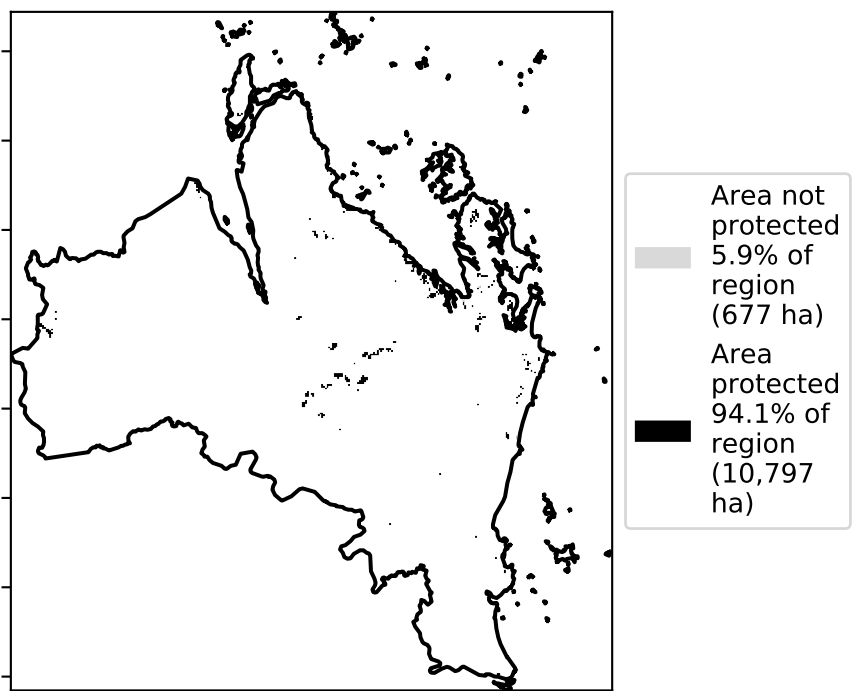 Area not
protected
5.9% of
region
(677 ha)
Area
protected
94.1% of
region
(10,797
ha)